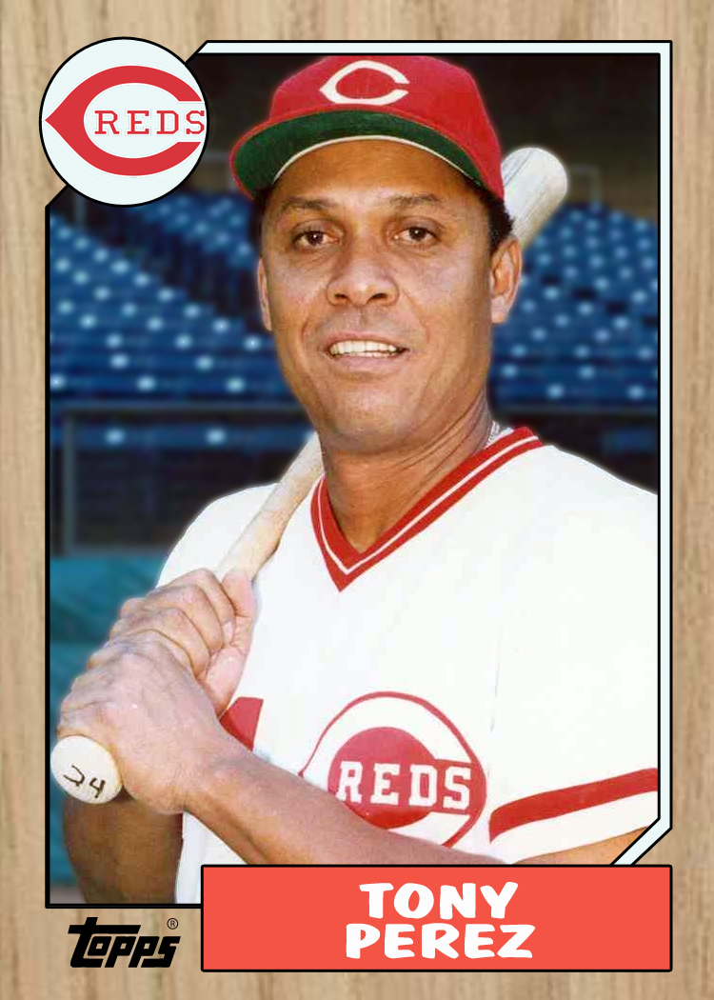 REDS
C
REDS
24
TONY
PEREZ
TOPPS®